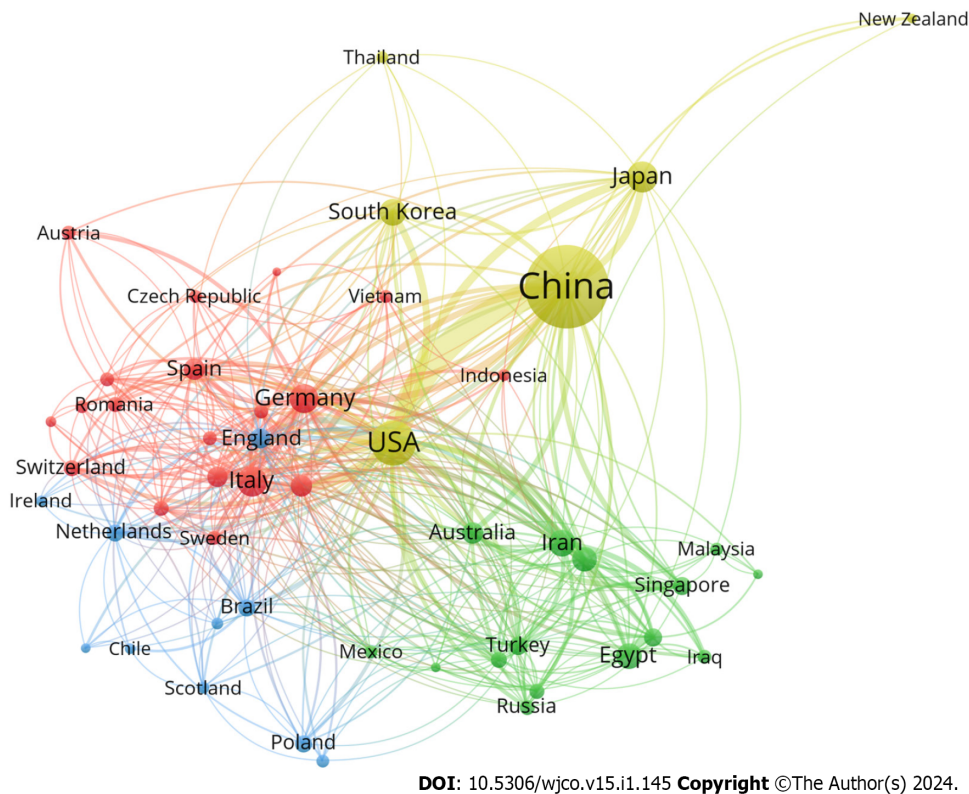 New Zealand
Thailand
Japan
South Korea
Austria
China
Czech Republic
Vietnam
Spain
Indonesia
Germany
Romania
England
USA
Switzerland
Italy
Ireland
Netherlands
Sweden
Australia
Iran
Malaysia
Singapore
Brazil
Chile
Mexico
Turkey
Egypt
Iraq
Scotland
Russia
Poland
DOI: 10.5306/wjco.v15.i1.145 Copyright ©The Author(s) 2024.